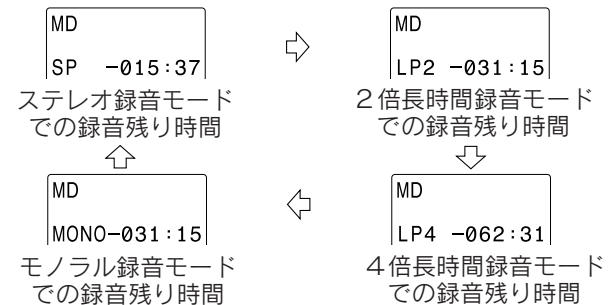 MD
SP -015:37
ステレオ録音モード
での録音残り時間
MD
LP2 -031:15
2倍長時間録音モード
での録音残り時間
MD
MONO-031:15
モノラル録音モード
での録音残り時間
MD
LP4 -062:31
4倍長時間録音モード
での録音残り時間